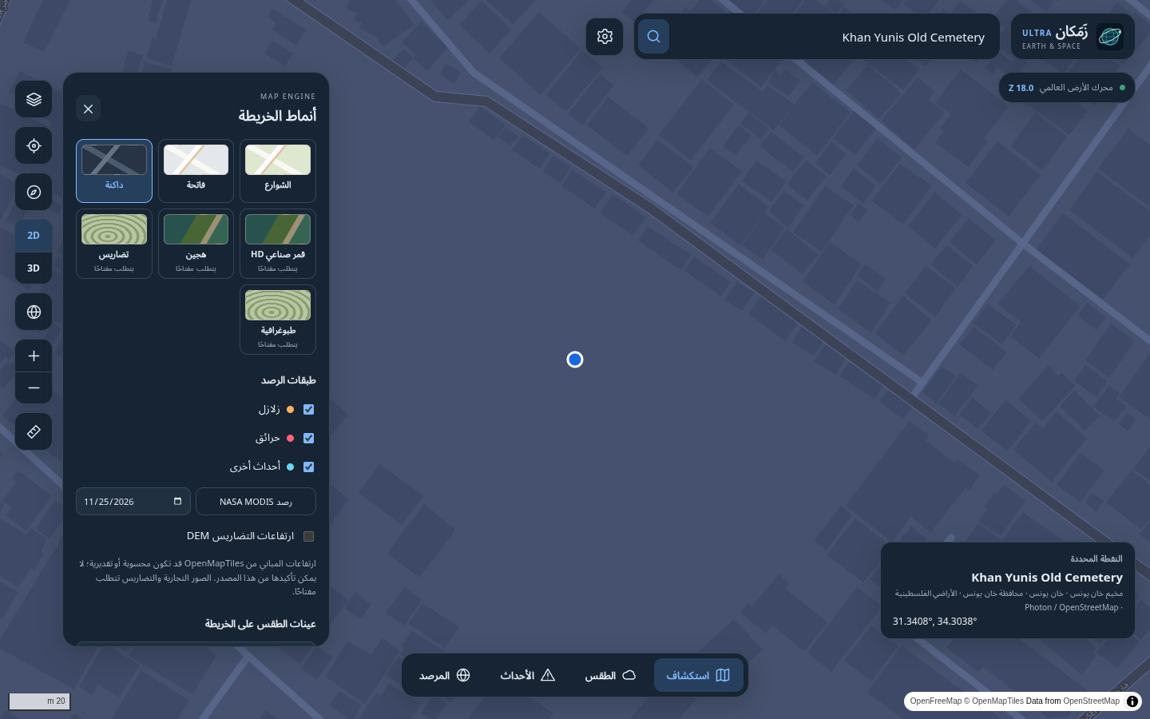 Khan Yunis Old Cemetery
زَمَكان ULTRA
EARTH & SPACE
محرك الأرض العالمي Z 18.0
MAP ENGINE
أنماط الخريطة
الشوارع
فاتحة
داكنة
قمر صناعي HD
يتطلب مفتاحًا
هجين
يتطلب مفتاحًا
تضاريس
يتطلب مفتاحًا
طبوغرافية
يتطلب مفتاحًا
2D
3D
طبقات الرصد
زلازل
حرائق
أحداث أخرى
رصد NASA MODIS
11/25/2026
ارتفاعات التضاريس DEM
ارتفاعات المباني من OpenMapTiles قد تكون محسوبة أو تقديرية؛ لا
يمكن تأكيدها من هذا المصدر. الصور التجارية والتضاريس تتطلب
مفتاحًا.
عينات الطقس على الخريطة
النقطة المحددة
Khan Yunis Old Cemetery
مخيم خان يونس · خان يونس · محافظة خان يونس · الأراضي الفلسطينية
· Photon / OpenStreetMap
31.3408°, 34.3038°
استكشاف
الطقس
الأحداث
المرصد
20 m
OpenFreeMap © OpenMapTiles Data from OpenStreetMap